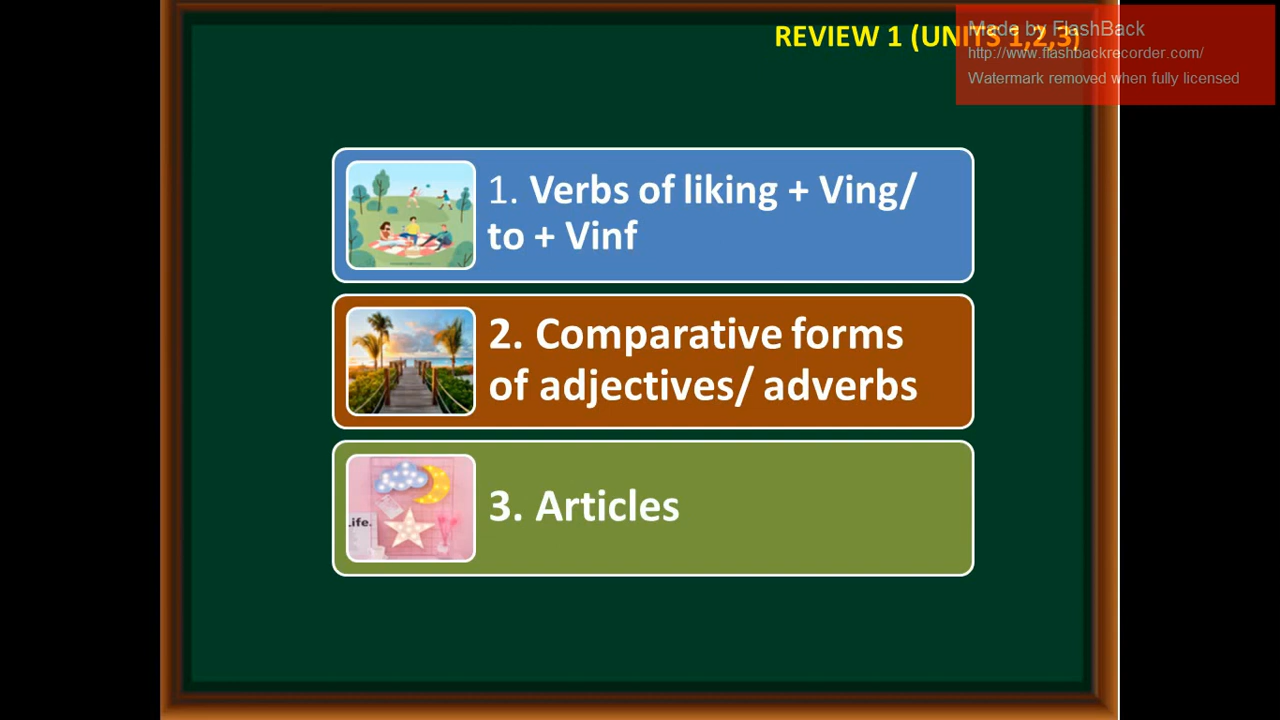 REVIEW 1 (UNITS 1,2,3)
Made by FlashBack
http://www.flashbackrecorder.com/
Watermark removed when fully licensed
1. Verbs of liking + Ving/
to + Vinf
2. Comparative forms
of adjectives/ adverbs
ife.
3. Articles